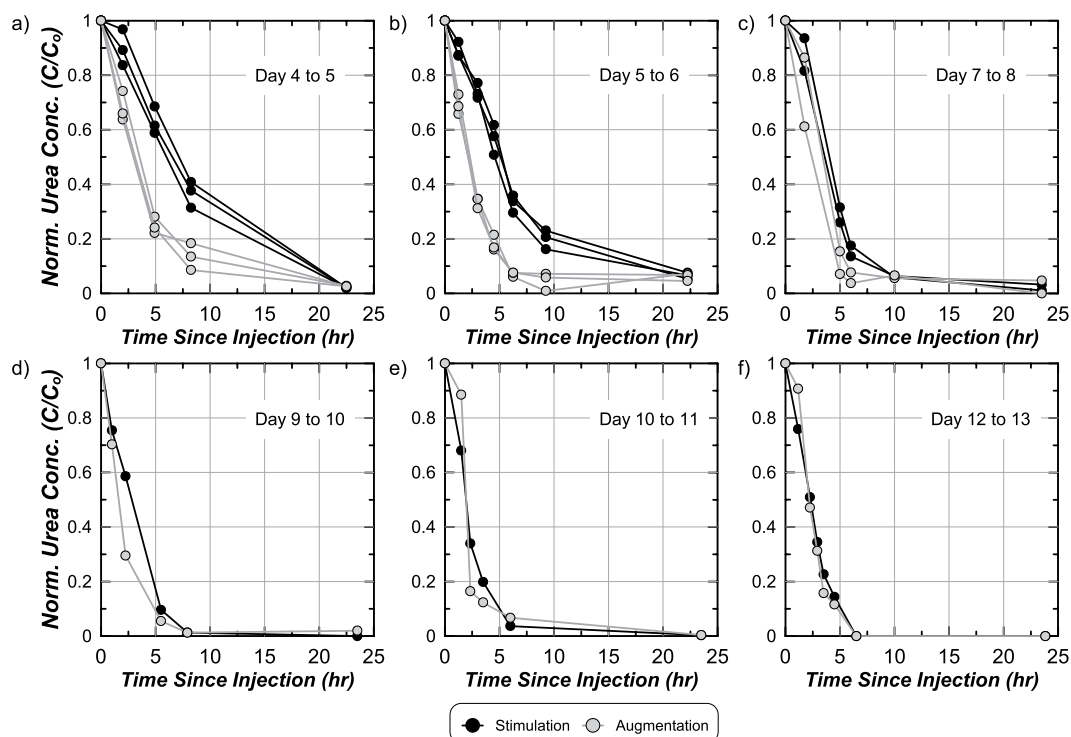 a)
Norm. Urea Conc. (C/Cₒ)
1
0.8
0.6
0.4
0.2
0
Day 4 to 5
0 5 10 15 20 25
Time Since Injection (hr)
b)
1
0.8
0.6
0.4
0.2
0
Day 5 to 6
0 5 10 15 20 25
Time Since Injection (hr)
c)
1
0.8
0.6
0.4
0.2
0
Day 7 to 8
0 5 10 15 20 25
Time Since Injection (hr)
d)
Norm. Urea Conc. (C/Cₒ)
1
0.8
0.6
0.4
0.2
0
Day 9 to 10
0 5 10 15 20 25
Time Since Injection (hr)
e)
1
0.8
0.6
0.4
0.2
0
Day 10 to 11
0 5 10 15 20 25
Time Since Injection (hr)
f)
1
0.8
0.6
0.4
0.2
0
Day 12 to 13
0 5 10 15 20 25
Time Since Injection (hr)
Stimulation Augmentation